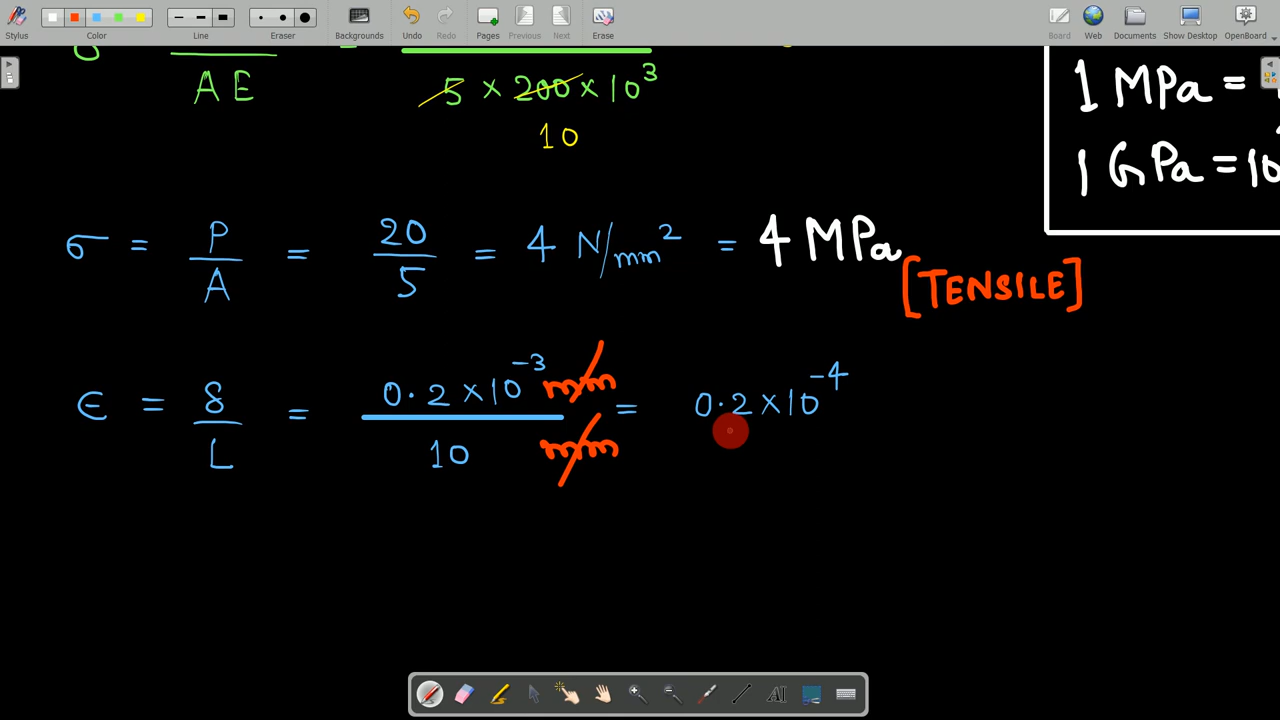 Stylus Color Line Eraser Backgrounds Undo Redo Pages Previous Next Erase Board Web Documents Show Desktop OpenBoard
A E
5 × 200 × 10³
10
1 MPa =
1 GPa = 10
σ = P/A = 20/5 = 4 N/mm² = 4 MPa
[TENSILE]
ϵ = δ/L = 0.2 × 10⁻³ mm / 10 mm = 0.2 × 10⁻⁴
AI